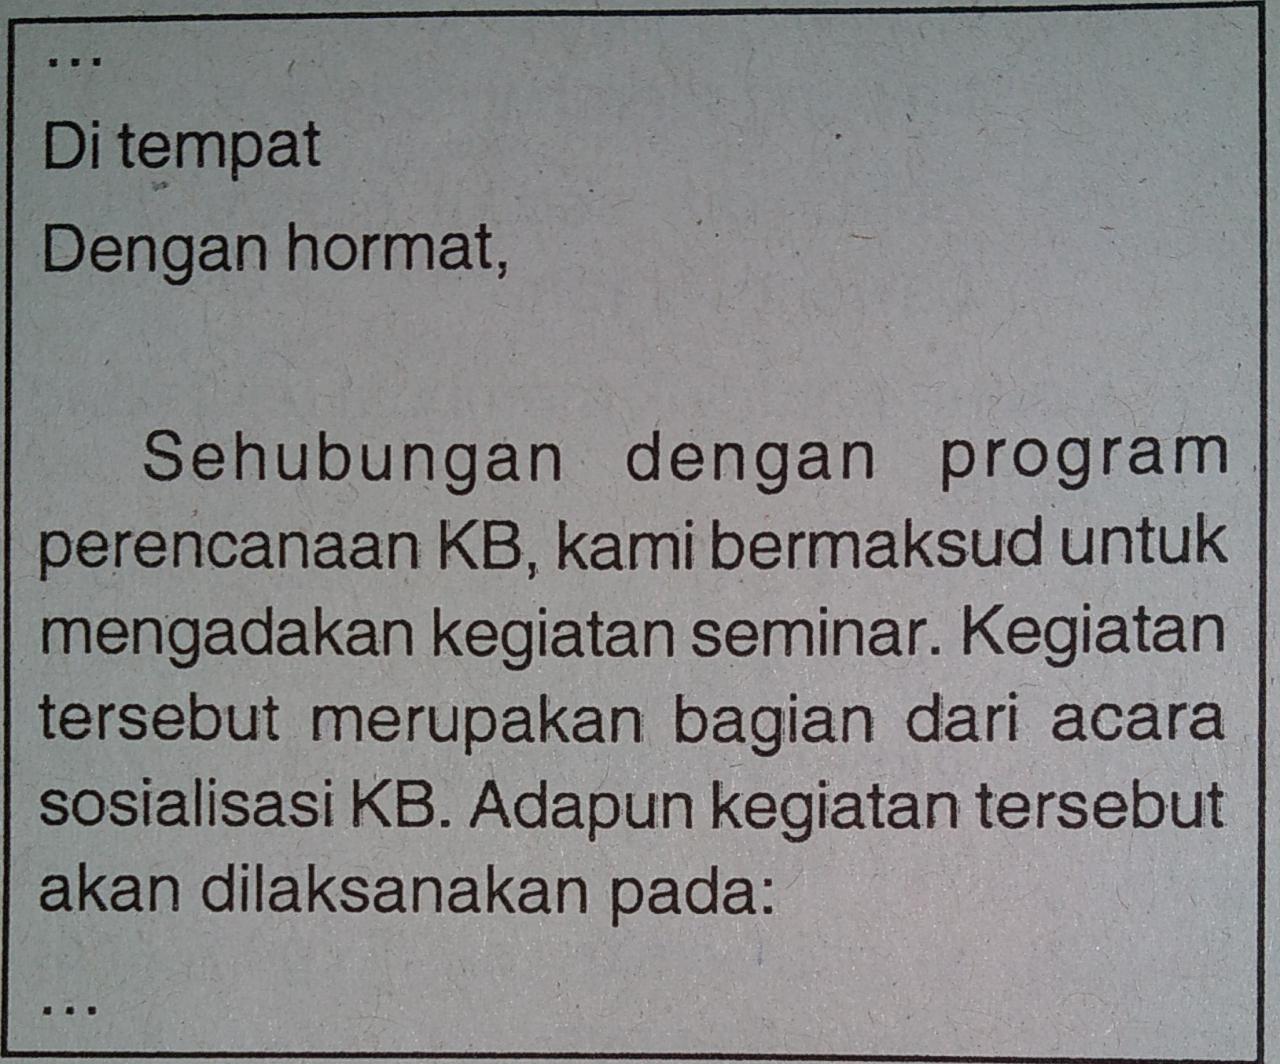 ...
Di tempat
Dengan hormat,
Sehubungan dengan program
perencanaan KB, kami bermaksud untuk
mengadakan kegiatan seminar. Kegiatan
tersebut merupakan bagian dari acara
sosialisasi KB. Adapun kegiatan tersebut
akan dilaksanakan pada:
...